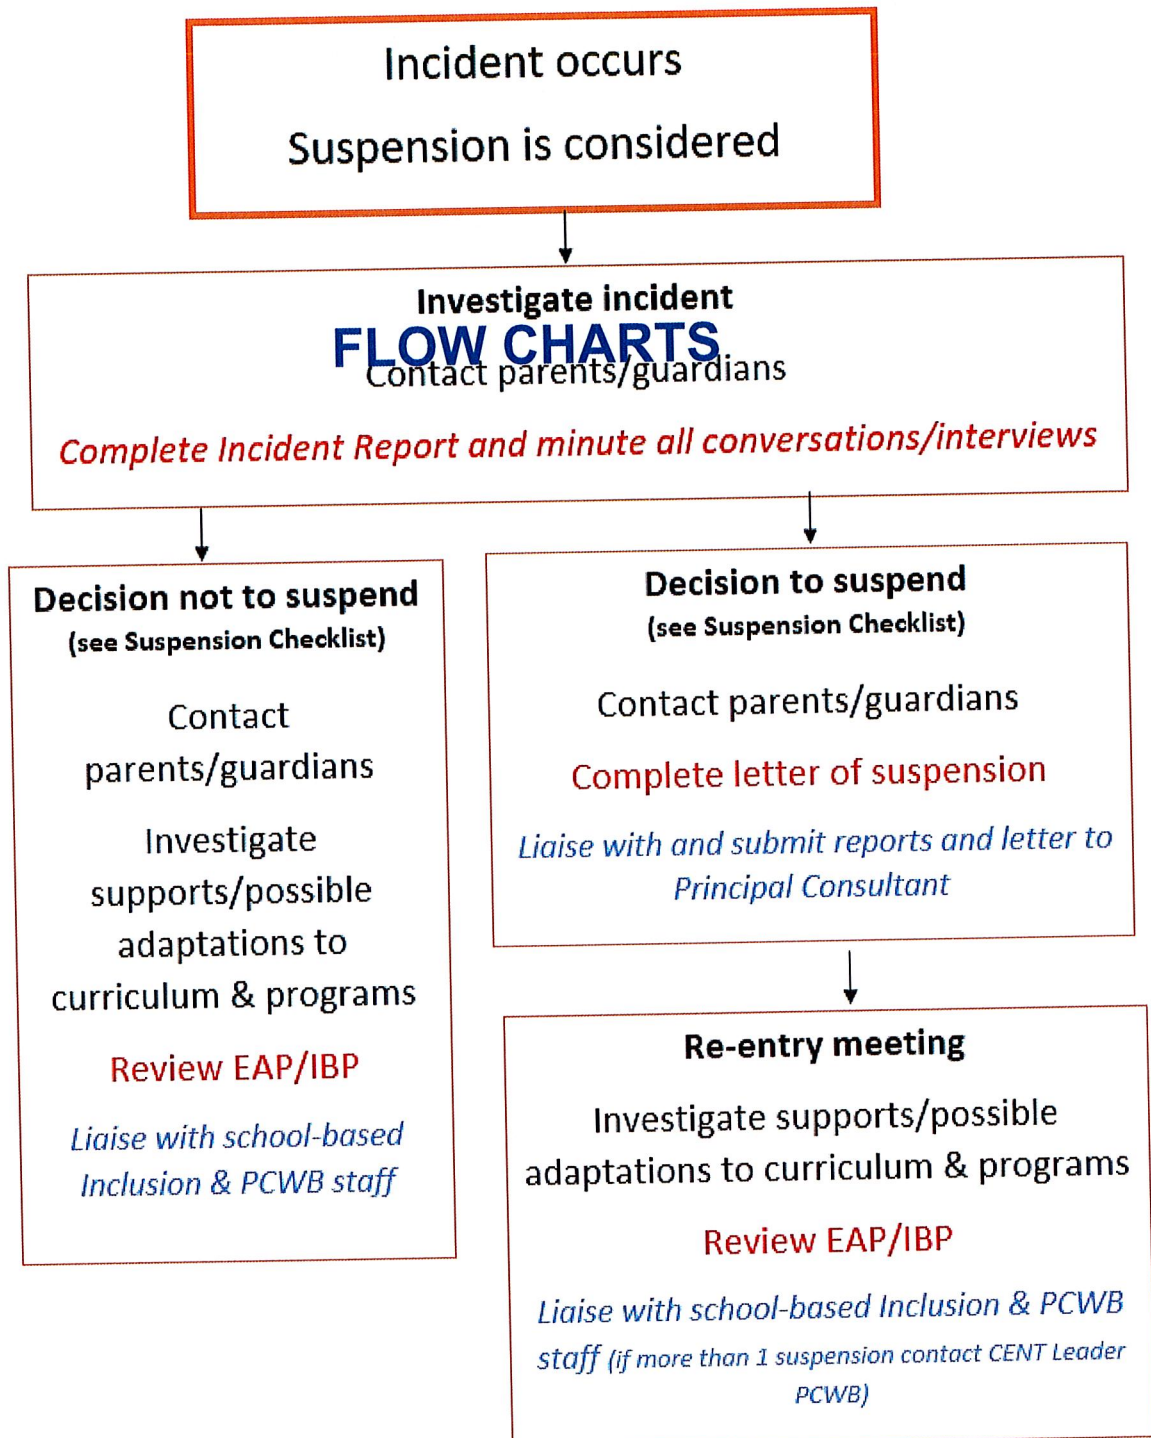 Incident occurs
Suspension is considered
Investigate incident
FLOW CHARTS
Contact parents/guardians
Complete Incident Report and minute all conversations/interviews
Decision not to suspend
(see Suspension Checklist)
Contact
parents/guardians
Investigate
supports/possible
adaptations to
curriculum & programs
Review EAP/IBP
Liaise with school-based
Inclusion & PCWB staff
Decision to suspend
(see Suspension Checklist)
Contact parents/guardians
Complete letter of suspension
Liaise with and submit reports and letter to
Principal Consultant
Re-entry meeting
Investigate supports/possible
adaptations to curriculum & programs
Review EAP/IBP
Liaise with school-based Inclusion & PCWB
staff (if more than 1 suspension contact CENT Leader
PCWB)